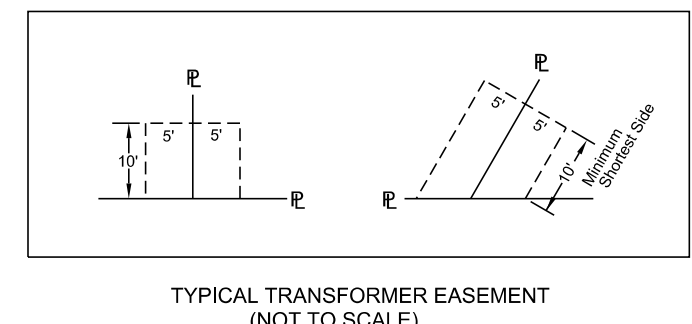 PL
5' 5'
10'
PL
PL
5'
5'
10'
Minimum
Shortest Side
PL
TYPICAL TRANSFORMER EASEMENT
(NOT TO SCALE)